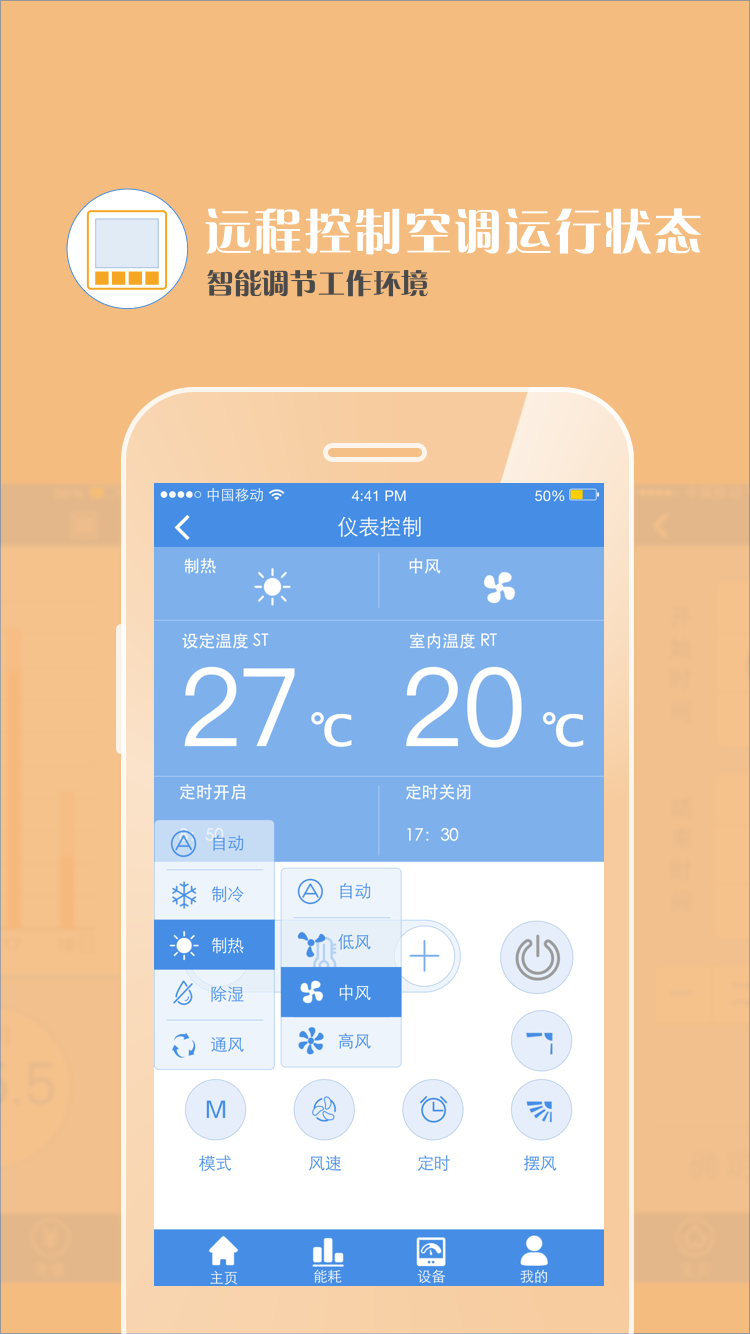 远程控制空调运行状态
智能调节工作环境
中国移动 4:41 PM 50%
仪表控制
制热 中风
设定温度 ST 室内温度 RT
27℃ 20℃
定时开启 定时关闭
50 17: 30
自动
制冷
制热
除湿
通风
自动
低风
中风
高风
M
模式 风速 定时 摆风
主页 能耗 设备 我的